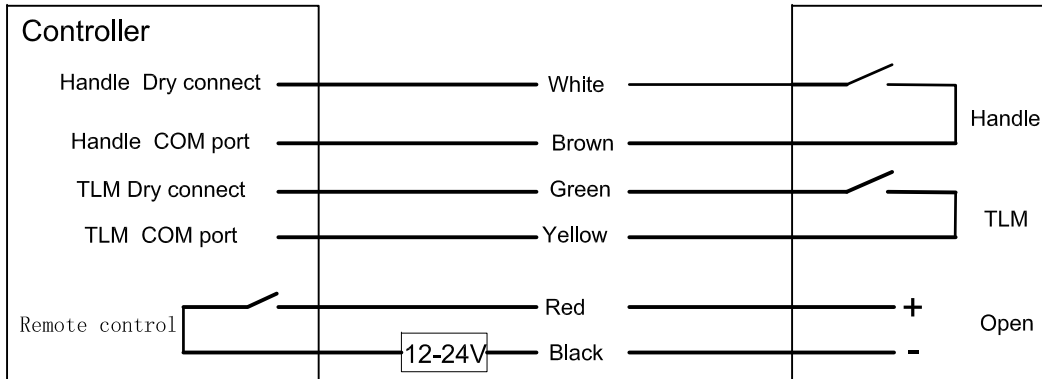 Controller
Handle Dry connect White
Handle
Handle COM port Brown
TLM Dry connect Green
TLM
TLM COM port Yellow
Red +
Remote control Open
12-24V Black -